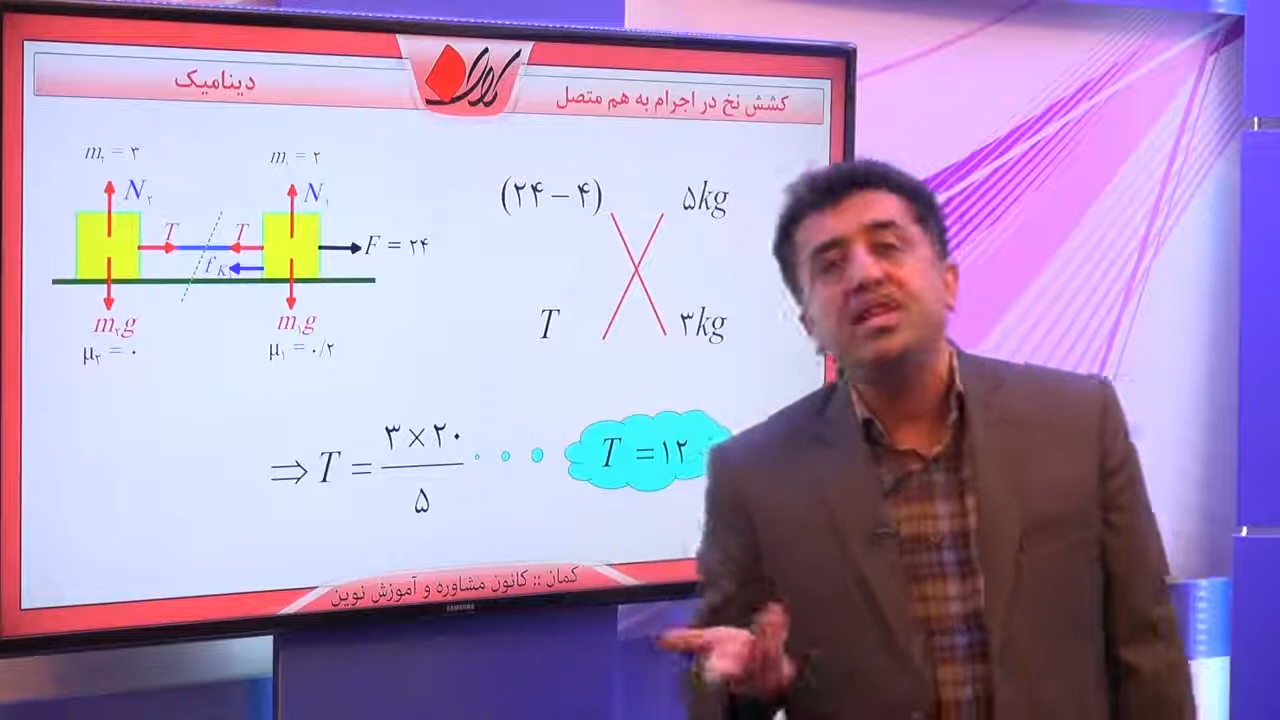 کشش نخ در اجرام به هم متصل
دینامیک
m₂ = ۳
m₁ = ۲
N₂
N₁
T
T
F = ۲۴
f K₁
m₂g
m₁g
μ₂ = ۰
μ₁ = ۰/۲
(۲۴ − ۴)
۵kg
T
۳kg
⇒ T = ۳ × ۲۰ / ۵
T = ۱۲
کمان :: کانون مشاوره و آموزش نوین
SAMSUNG